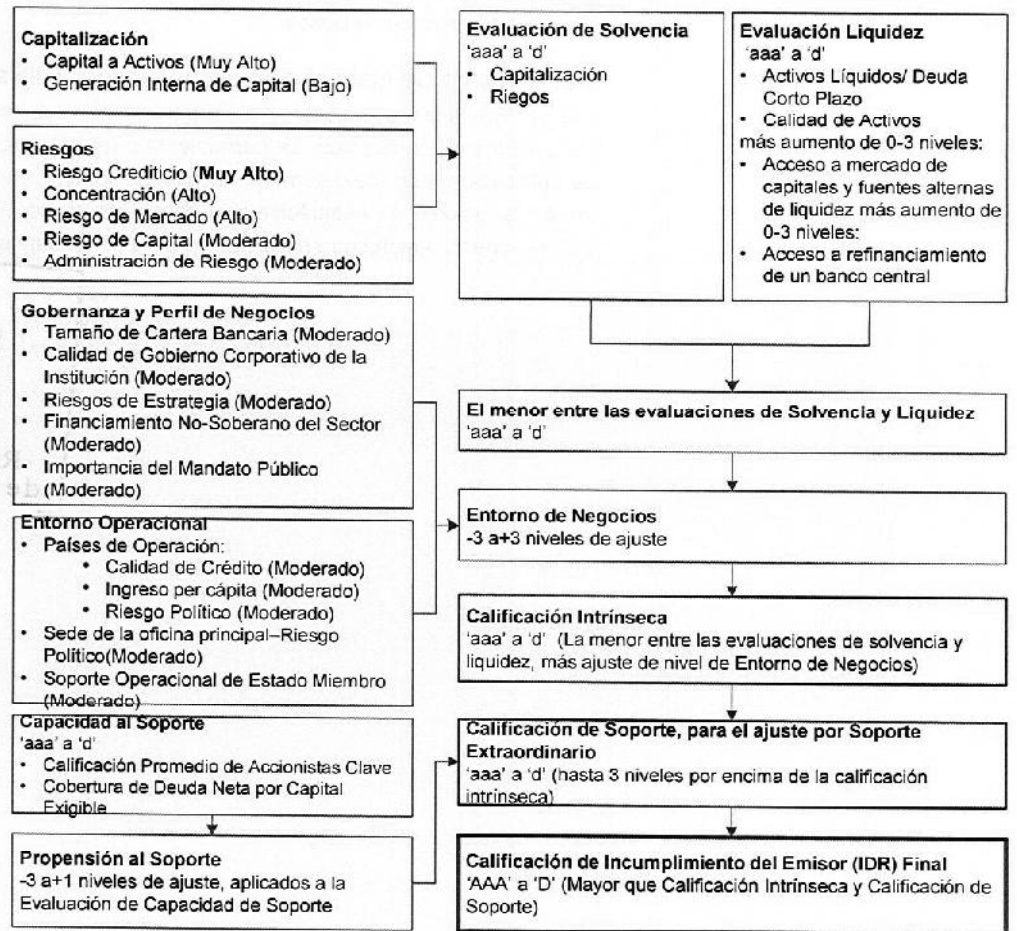 Capitalización
• Capital a Activos (Muy Alto)
• Generación Interna de Capital (Bajo)
Riesgos
• Riesgo Crediticio (Muy Alto)
• Concentración (Alto)
• Riesgo de Mercado (Alto)
• Riesgo de Capital (Moderado)
• Administración de Riesgo (Moderado)
Gobernanza y Perfil de Negocios
• Tamaño de Cartera Bancaria (Moderado)
• Calidad de Gobierno Corporativo de la
Institución (Moderado)
• Riesgos de Estrategia (Moderado)
• Financiamiento No-Soberano del Sector
(Moderado)
• Importancia del Mandato Público
(Moderado)
Entorno Operacional
• Países de Operación:
• Calidad de Crédito (Moderado)
• Ingreso per cápita (Moderado)
• Riesgo Político (Moderado)
• Sede de la oficina principal–Riesgo
Político(Moderado)
• Soporte Operacional de Estado Miembro
(Moderado)
Capacidad al Soporte
'aaa' a 'd'
• Calificación Promedio de Accionistas Clave
• Cobertura de Deuda Neta por Capital
Exigible
Propensión al Soporte
-3 a+1 niveles de ajuste, aplicados a la
Evaluación de Capacidad de Soporte
Evaluación de Solvencia
'aaa' a 'd'
• Capitalización
• Riegos
Evaluación Liquidez
'aaa' a 'd'
• Activos Líquidos/ Deuda
Corto Plazo
• Calidad de Activos
más aumento de 0-3 niveles:
• Acceso a mercado de
capitales y fuentes alternas
de liquidez más aumento de
0-3 niveles:
• Acceso a refinanciamiento
de un banco central
El menor entre las evaluaciones de Solvencia y Liquidez
'aaa' a 'd'
Entorno de Negocios
-3 a+3 niveles de ajuste
Calificación Intrínseca
'aaa' a 'd' (La menor entre las evaluaciones de solvencia y
liquidez, más ajuste de nivel de Entorno de Negocios)
Calificación de Soporte, para el ajuste por Soporte
Extraordinario
'aaa' a 'd' (hasta 3 niveles por encima de la calificación
intrínseca)
Calificación de Incumplimiento del Emisor (IDR) Final
'AAA' a 'D' (Mayor que Calificación Intrínseca y Calificación de
Soporte)